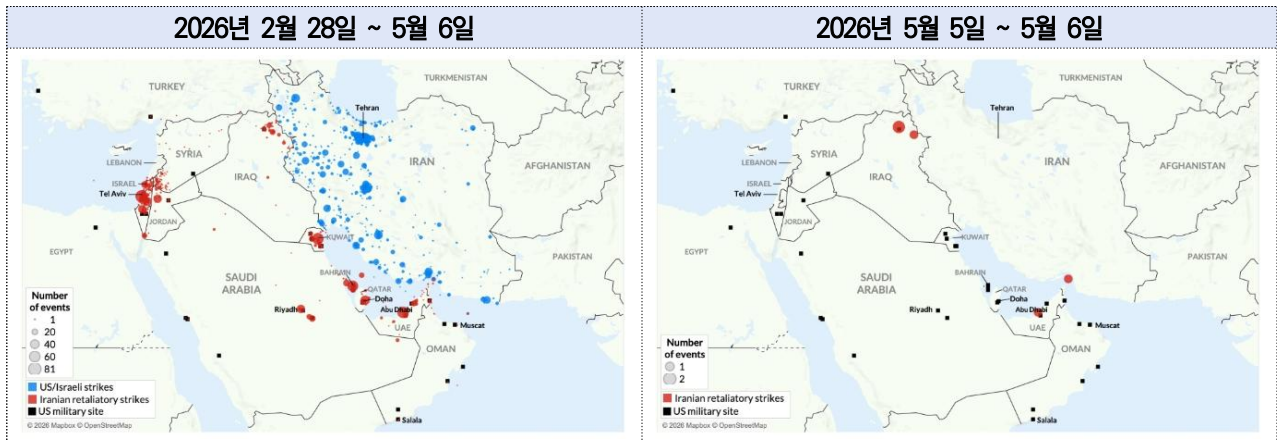 2026년 2월 28일 ~ 5월 6일
2026년 5월 5일 ~ 5월 6일
TURKEY
TURKMENISTAN
Tehran
SYRIA
LEBANON
IRAN
AFGHANISTAN
IRAQ
ISRAEL
Tel Aviv
JORDAN
EGYPT
KUWAIT
PAKISTAN
BAHRAIN
SAUDI
ARABIA
QATAR
Doha
Riyadh
Abu Dhabi
UAE
Muscat
OMAN
Salala
Number
of events
1
20
40
60
81
US/Israeli strikes
Iranian retaliatory strikes
US military site
© 2026 Mapbox © OpenStreetMap
TURKEY
TURKMENISTAN
Tehran
SYRIA
LEBANON
IRAN
AFGHANISTAN
IRAQ
ISRAEL
Tel Aviv
JORDAN
EGYPT
KUWAIT
PAKISTAN
BAHRAIN
SAUDI
ARABIA
QATAR
Doha
Riyadh
Abu Dhabi
UAE
Muscat
OMAN
Salala
Number
of events
1
2
Iranian retaliatory strikes
US military site
© 2026 Mapbox © OpenStreetMap